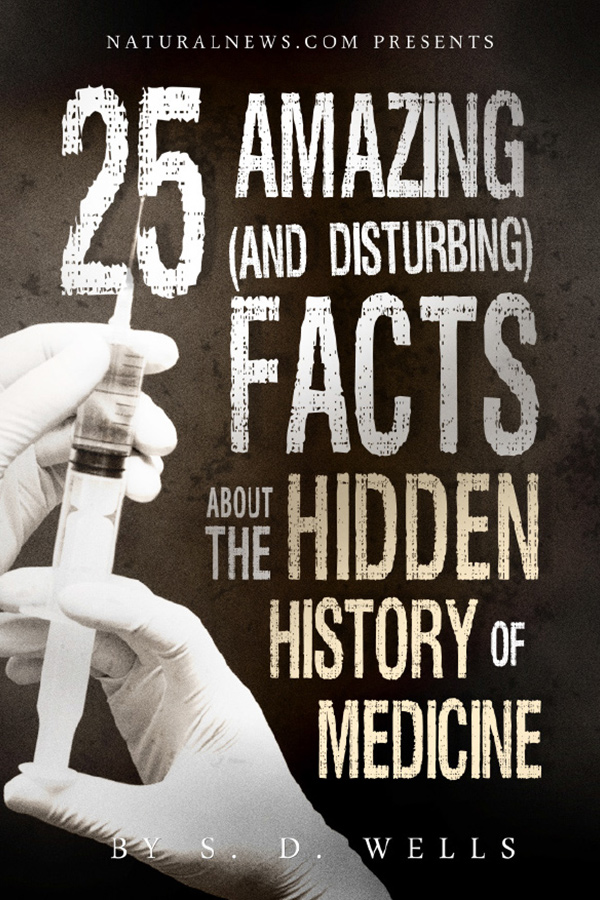 NATURALNEWS.COM PRESENTS
25 AMAZING
(AND DISTURBING)
FACTS
ABOUT
THE HIDDEN
HISTORY OF
MEDICINE
BY S. D. WELLS